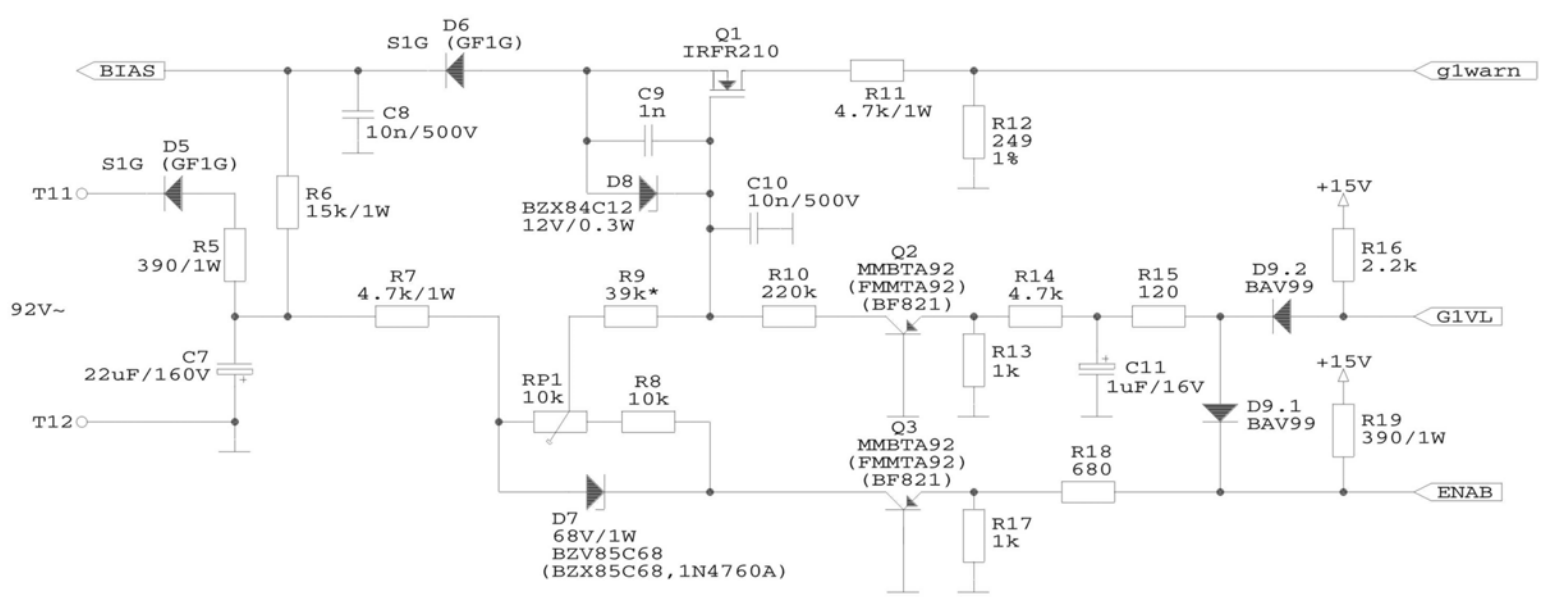 D6
S1G (GF1G)
Q1
IRFR210
BIAS
g1warn
C8
10n/500V
C9
1n
R11
4.7k/1W
R12
249
1%
D5
S1G (GF1G)
T11
R6
15k/1W
D8
BZX84C12
12V/0.3W
C10
10n/500V
+15V
R5
390/1W
R16
2.2k
92V~
R7
4.7k/1W
R9
39k*
R10
220k
Q2
MMBTA92
(FMMTA92)
(BF821)
R14
4.7k
R15
120
D9.2
BAV99
G1VL
C7
22uF/160V
+
R13
1k
+
C11
1uF/16V
+15V
T12
RP1
10k
R8
10k
D9.1
BAV99
R19
390/1W
Q3
MMBTA92
(FMMTA92)
(BF821)
R18
680
ENAB
D7
68V/1W
BZV85C68
(BZX85C68,1N4760A)
R17
1k